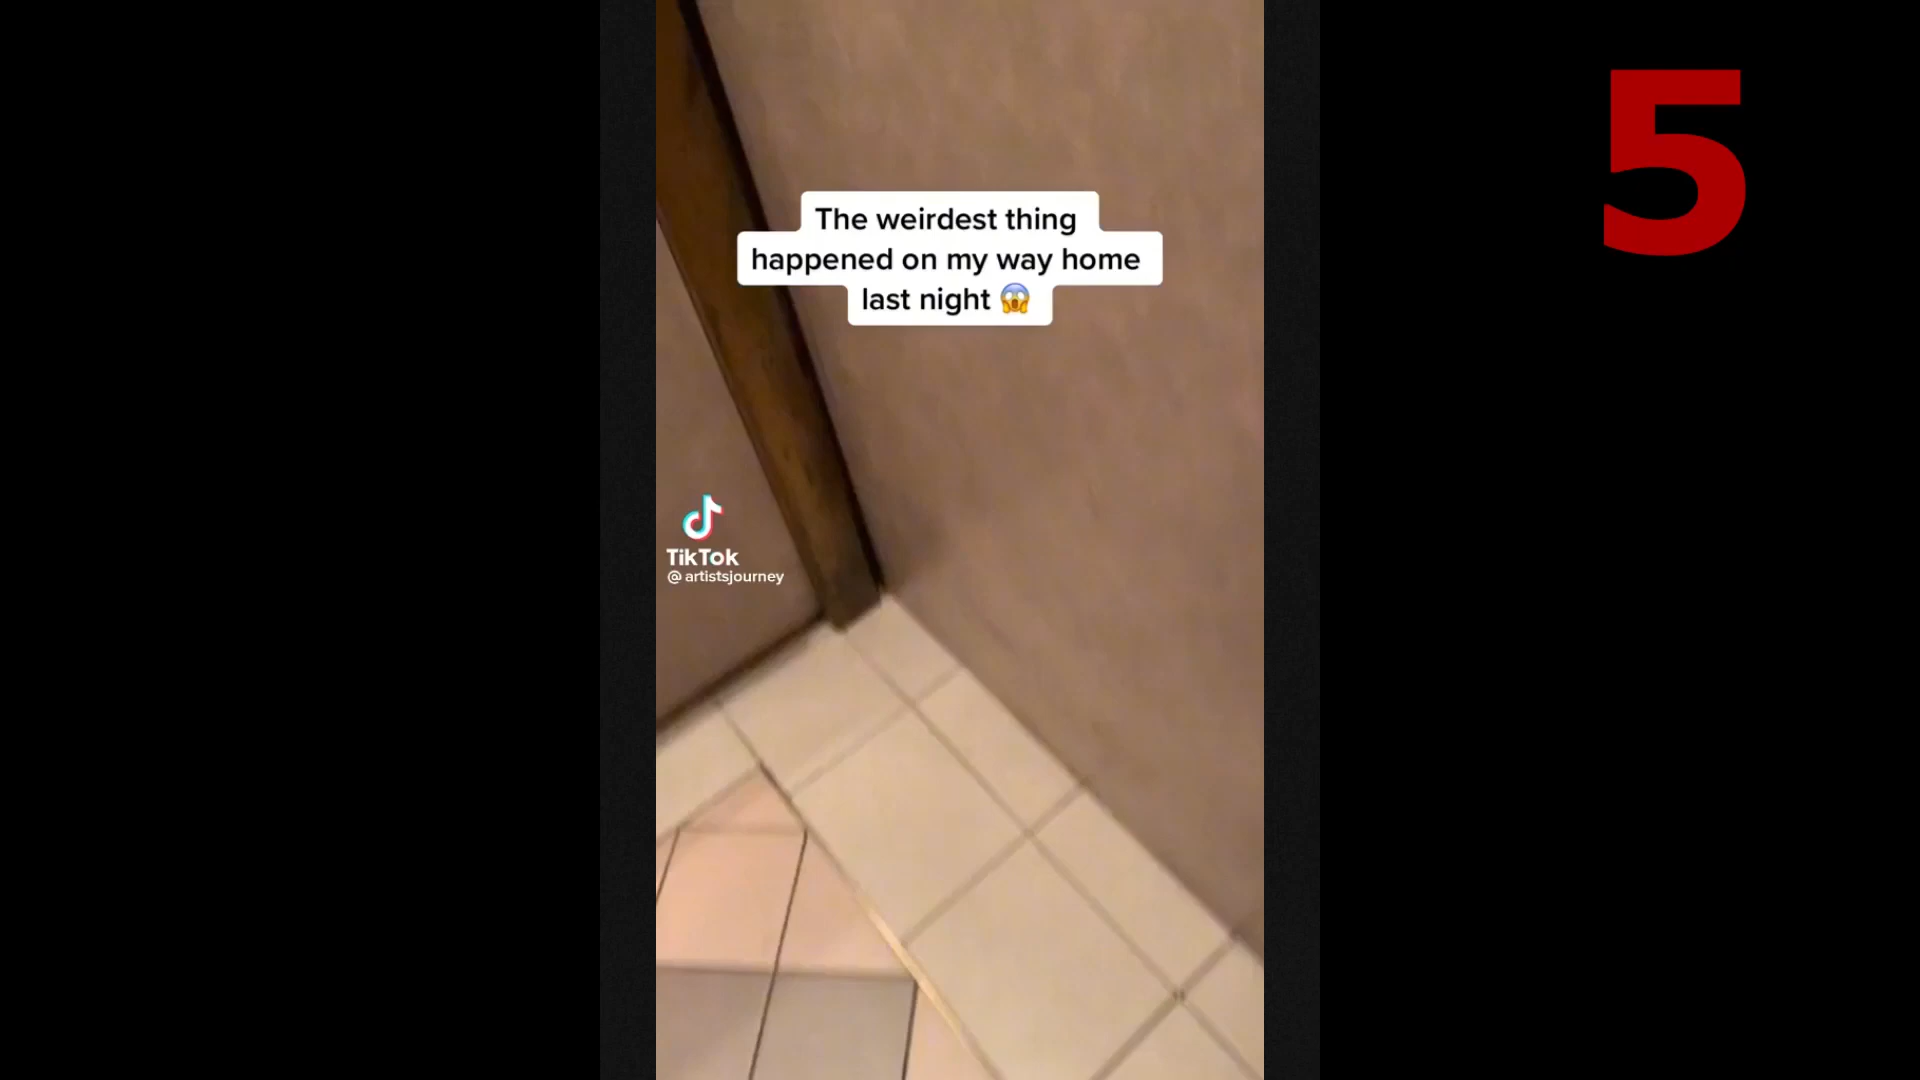 5
The weirdest thing
happened on my way home
last night 😱
TikTok
@artistsjourney